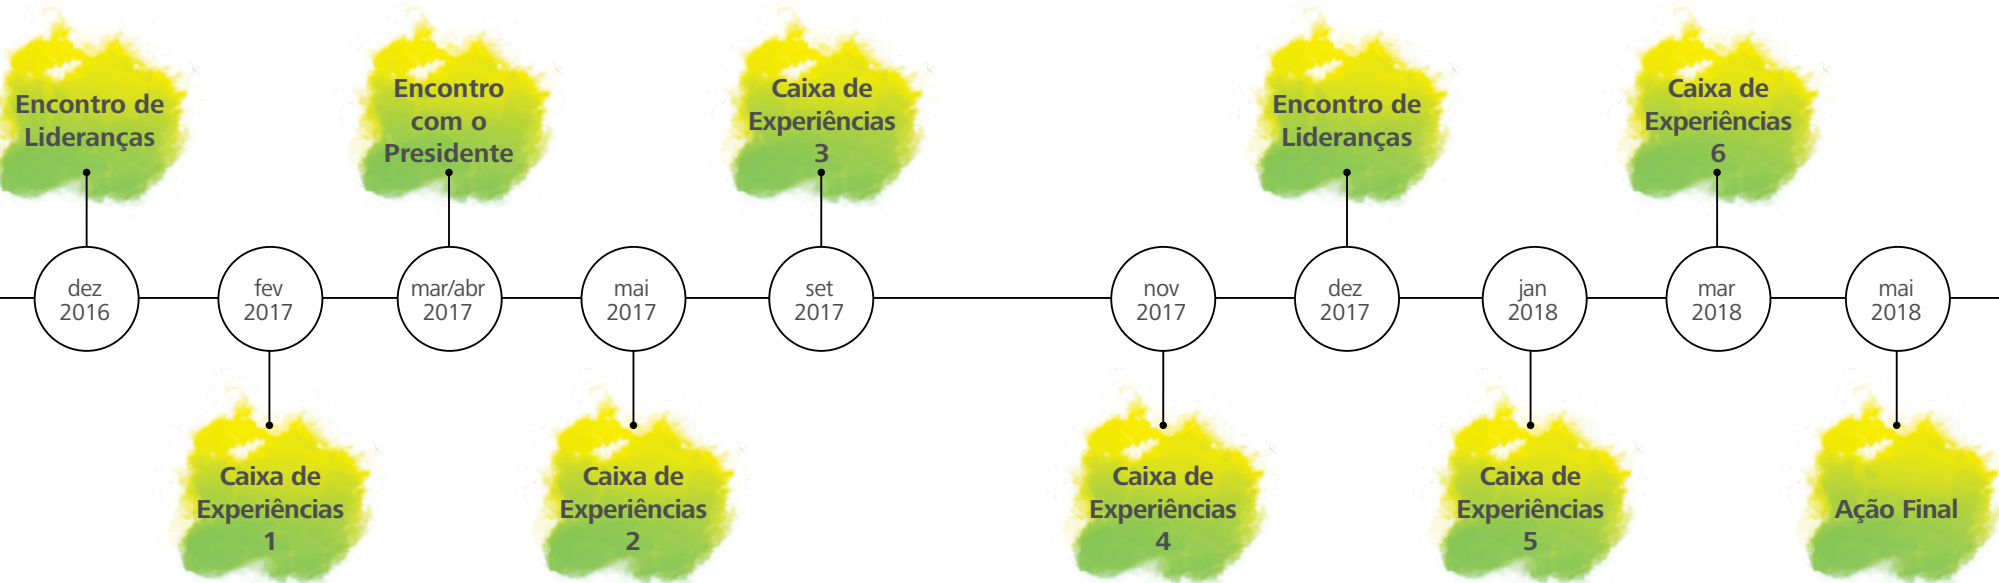 Encontro de
Lideranças
Encontro
com o
Presidente
Caixa de
Experiências
3
Encontro de
Lideranças
Caixa de
Experiências
6
dez
2016
fev
2017
mar/abr
2017
mai
2017
set
2017
nov
2017
dez
2017
jan
2018
mar
2018
mai
2018
Caixa de
Experiências
1
Caixa de
Experiências
2
Caixa de
Experiências
4
Caixa de
Experiências
5
Ação Final